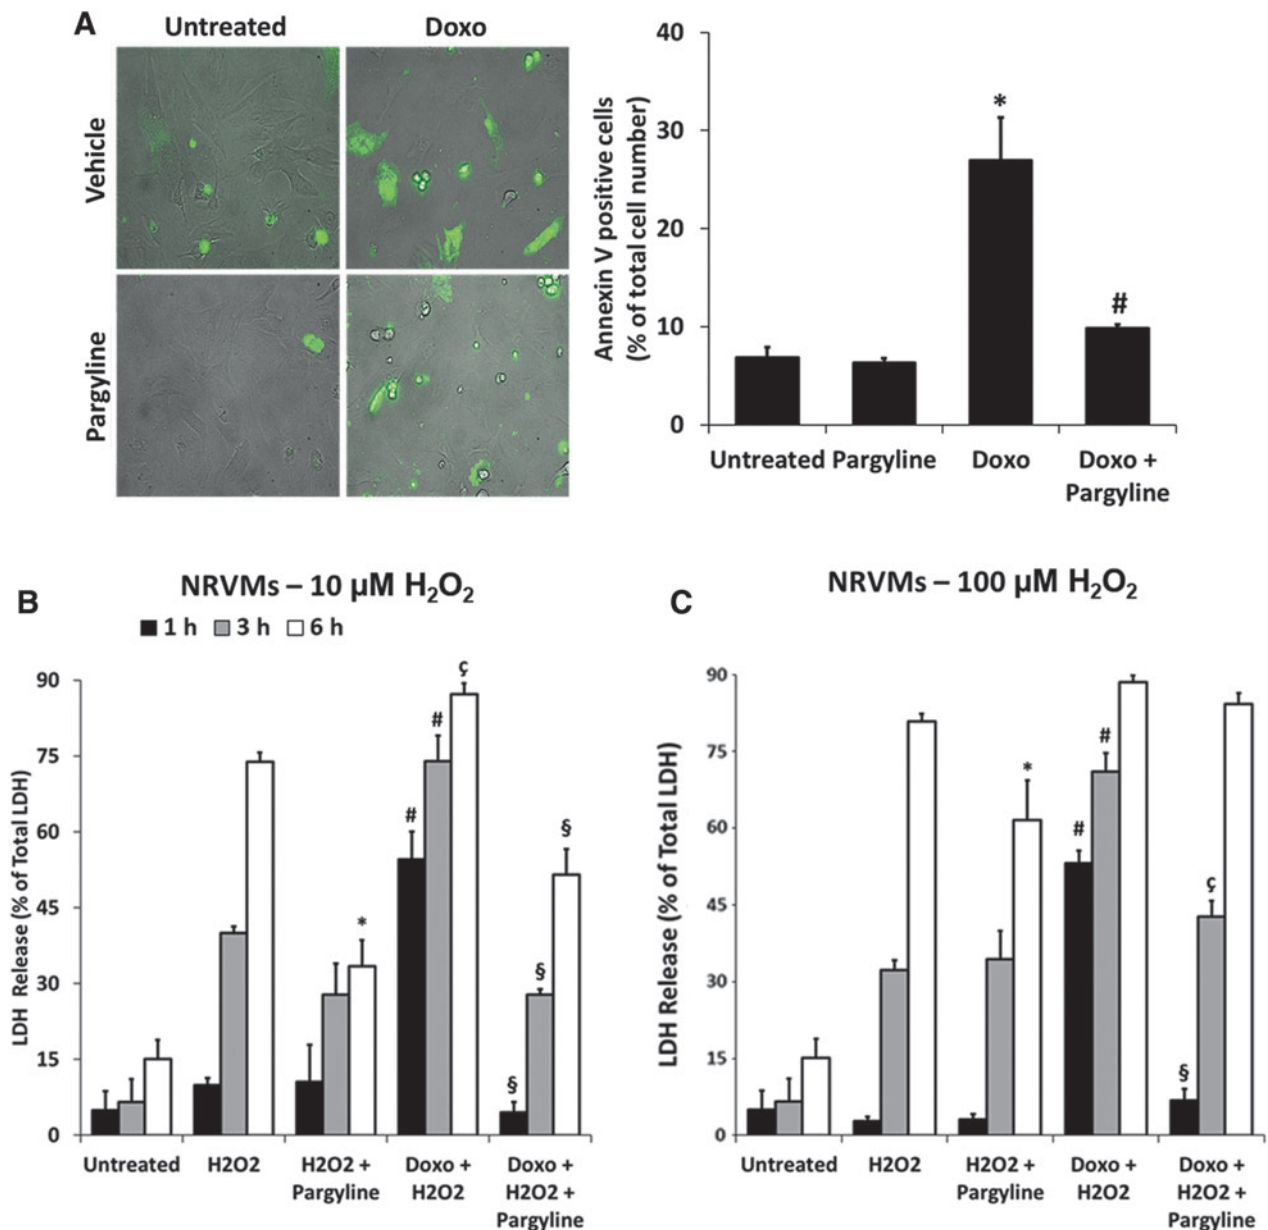 A
Untreated
Doxo
Vehicle
Pargyline
Annexin V positive cells
(% of total cell number)
40
30
20
10
0
*
#
Untreated Pargyline Doxo Doxo +
Pargyline
B
NRVMs – 10 µM H₂O₂
1 h 3 h 6 h
LDH Release (% of Total LDH)
90
75
60
45
30
15
0
*
#
#
ç
§
§
§
Untreated H2O2 H2O2 + Doxo + Doxo +
Pargyline H2O2 H2O2 +
Pargyline
C
NRVMs – 100 µM H₂O₂
LDH Release (% of Total LDH)
90
75
60
45
30
15
0
*
#
#
§
ç
Untreated H2O2 H2O2 + Doxo + Doxo +
Pargyline H2O2 H2O2 +
Pargyline